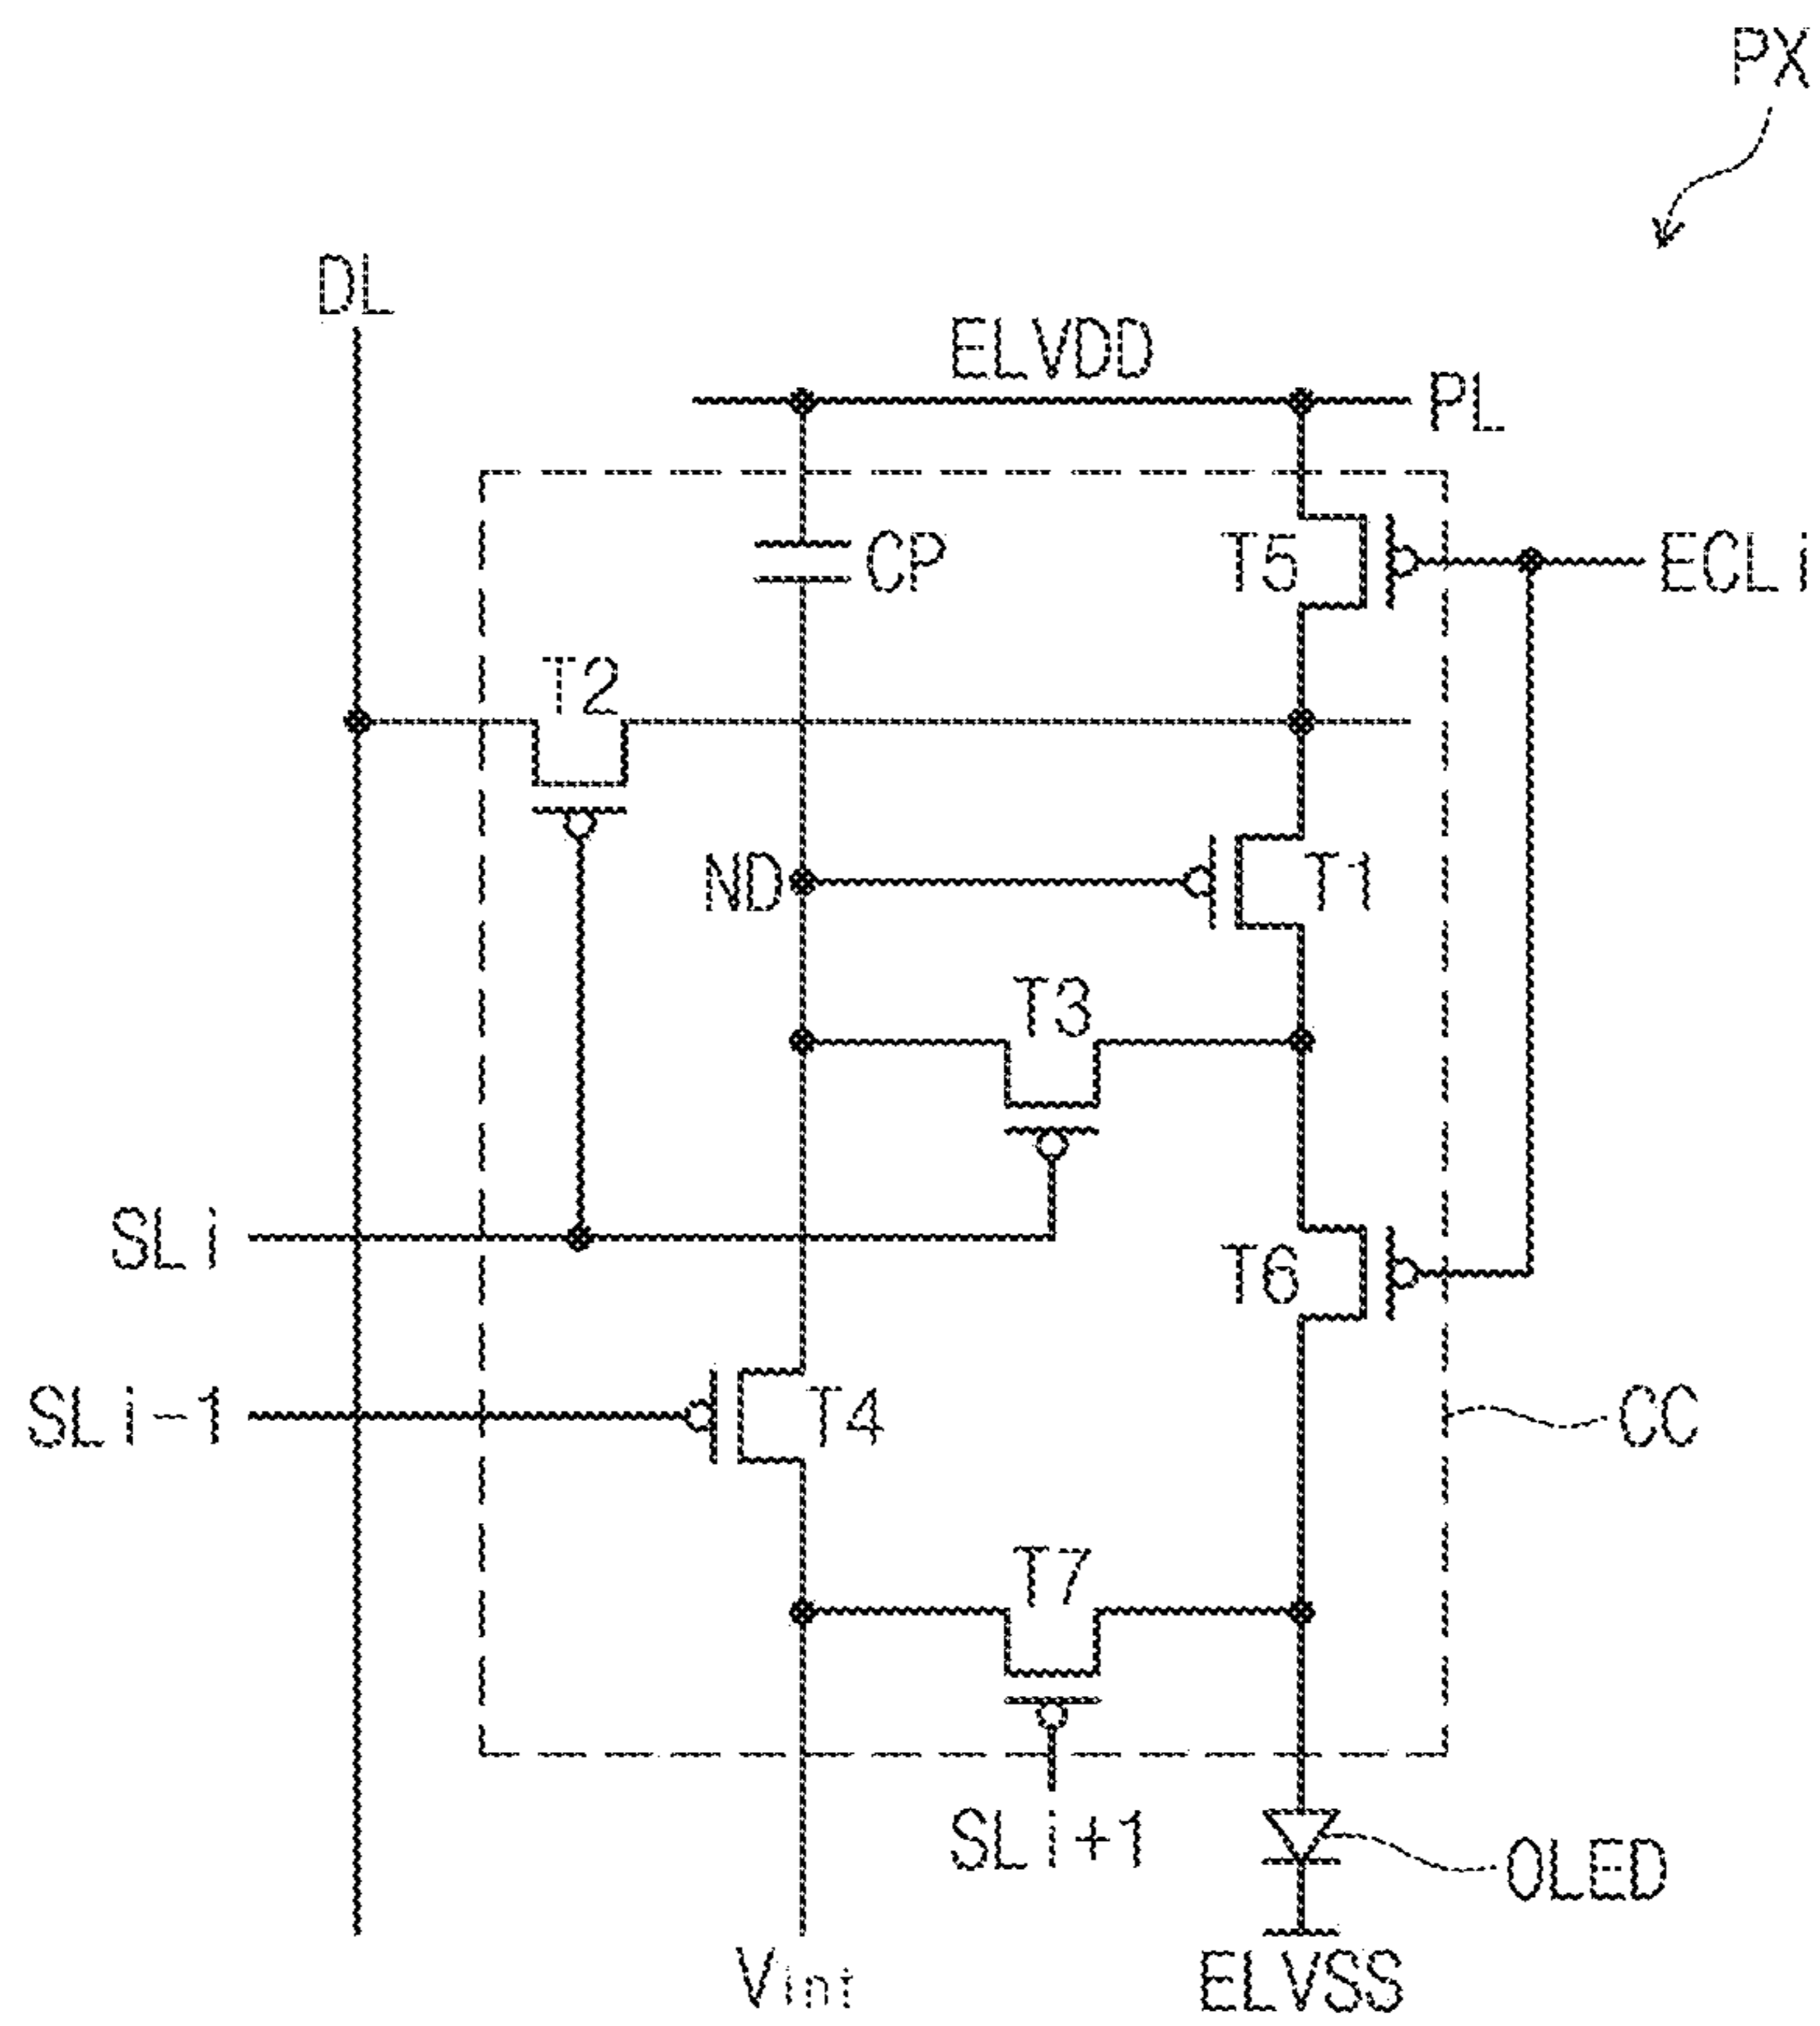 PX
DL
ELVDD
PL
CP
T5
ECLi
T2
ND
T1
T3
SLi
T6
SLi-1
T4
CC
T7
SLi+1
OLED
Vint
ELVSS